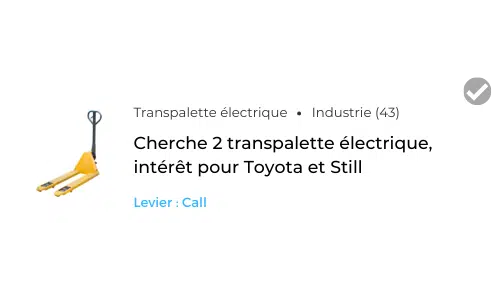 Transpalette électrique • Industrie (43)
Cherche 2 transpalette électrique,
intérêt pour Toyota et Still
Levier : Call